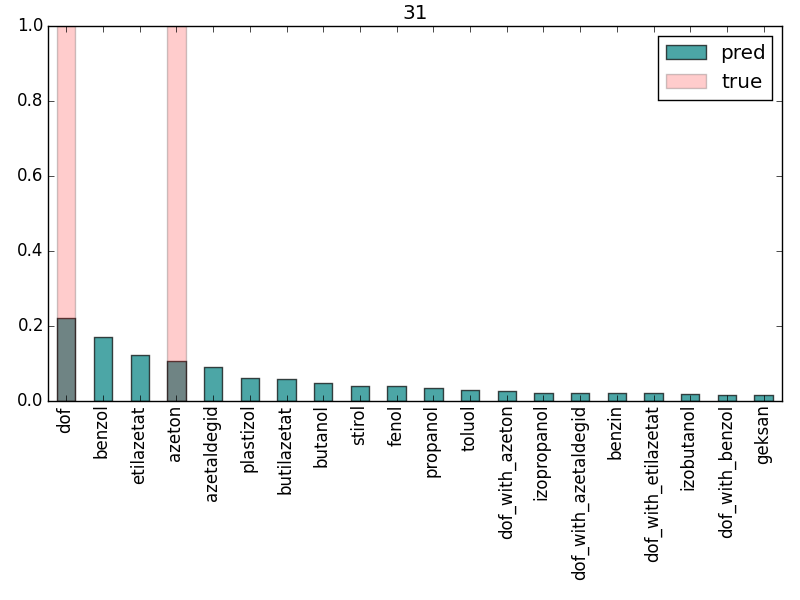 31
1.0
0.8
0.6
0.4
0.2
0.0
pred
true
dof
benzol
etilazetat
azeton
azetaldegid
plastizol
butilazetat
butanol
stirol
fenol
propanol
toluol
dof_with_azeton
izopropanol
dof_with_azetaldegid
benzin
dof_with_etilazetat
izobutanol
dof_with_benzol
geksan